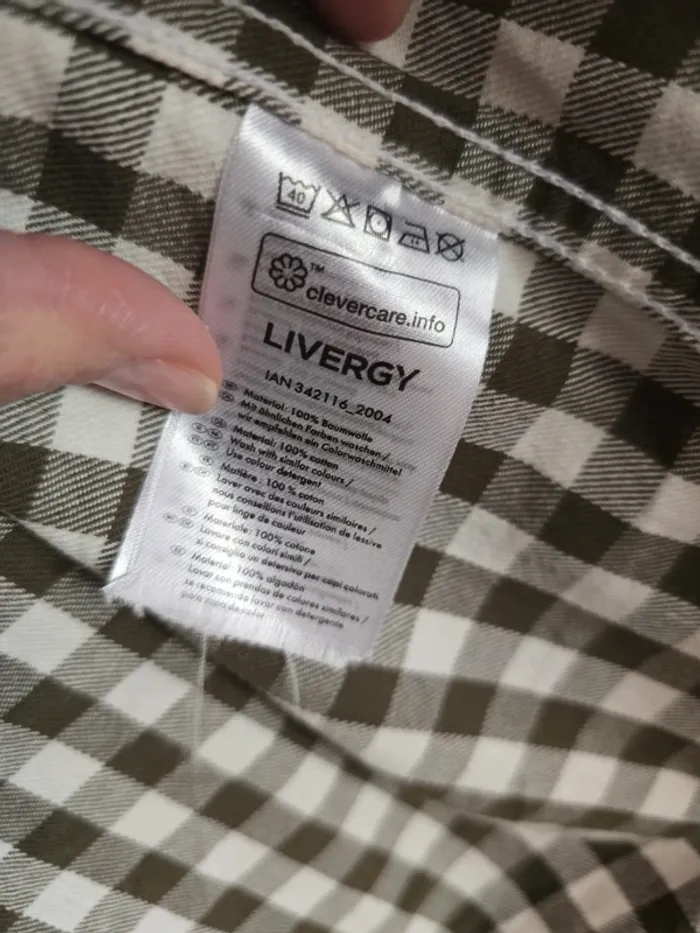 40
™
clevercare.info
LIVERGY
IAN 342116_2004
Material: 100% Baumwolle
Mit ähnlichen Farben waschen /
wir empfehlen ein Colorwaschmittel
Material: 100% cotton
Wash with similar colours /
Use colour detergent
Matière : 100 % coton
Laver avec des couleurs similaires /
nous conseillons l'utilisation de lessive
pour linge de couleur
Materiale: 100% cotone
Lavare con colori simili /
si consiglia un detersivo per capi colorati
Material: 100% algodón
Lavar con prendas de colores similares /
se recomienda lavar con detergente
para ropa de color